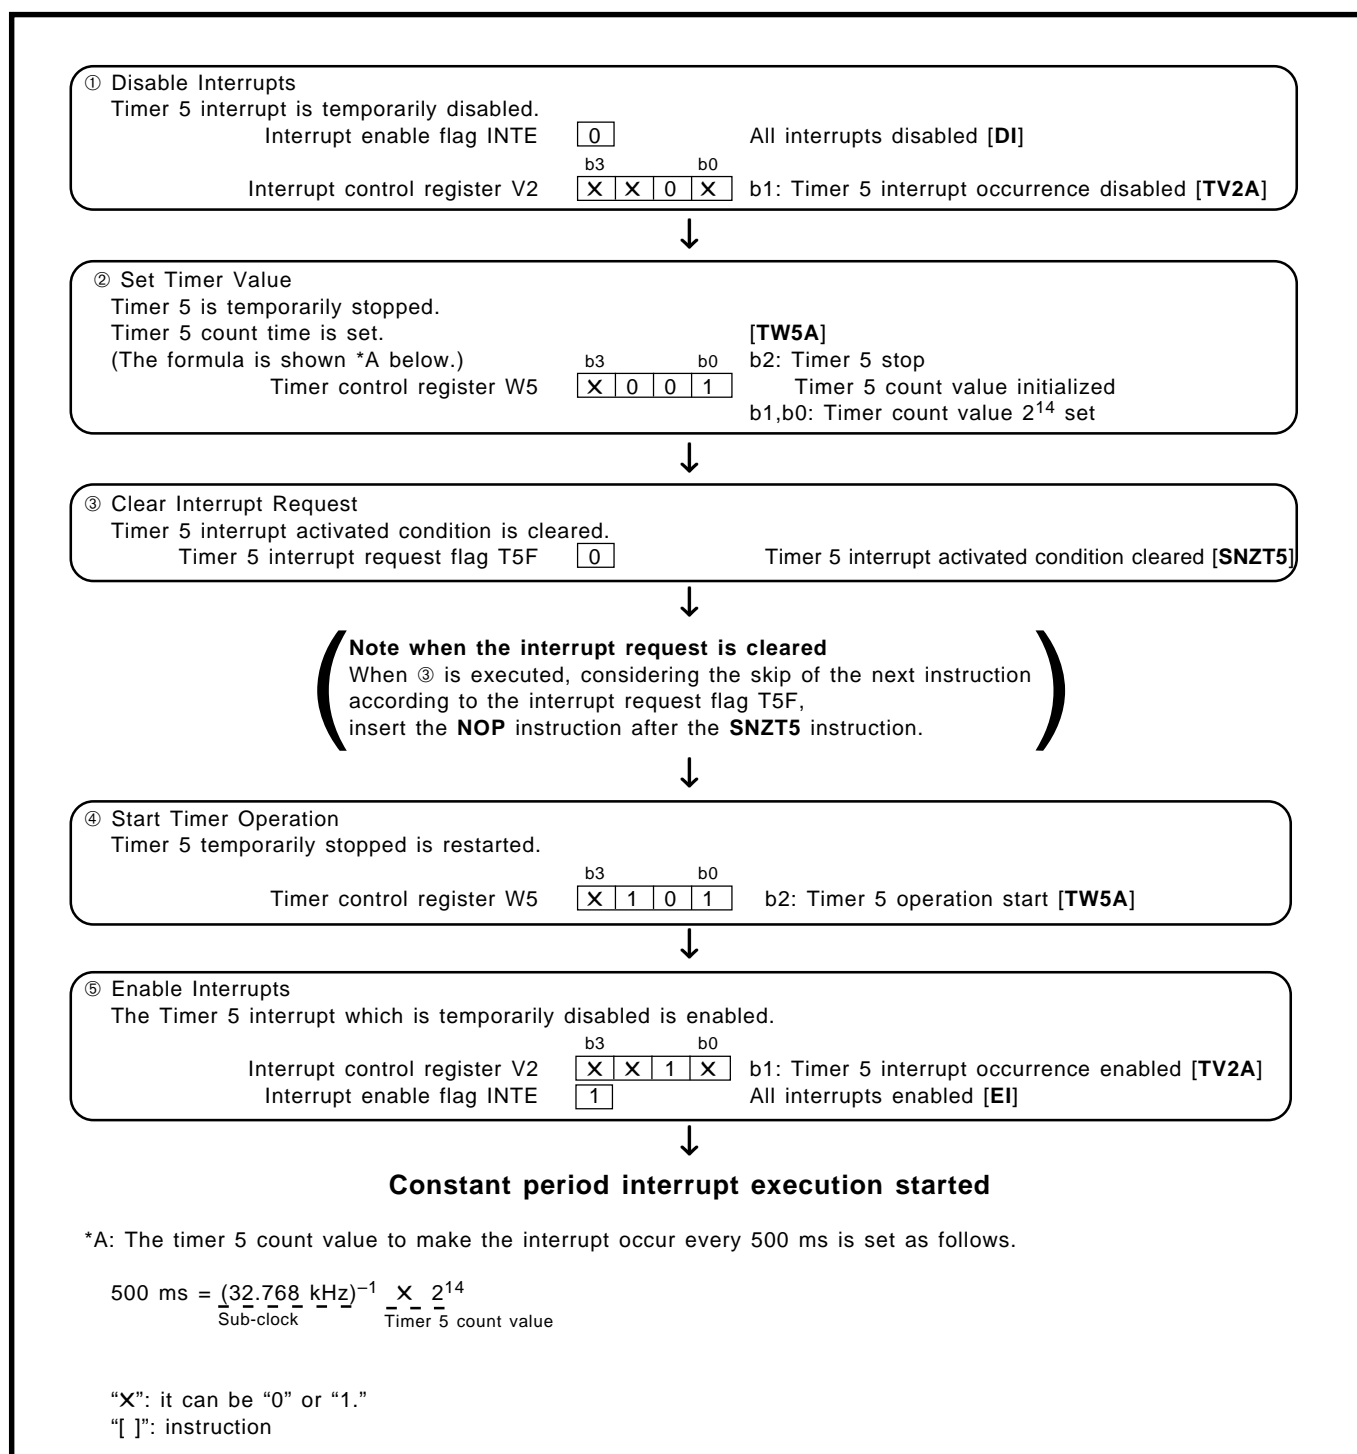 ① Disable Interrupts
Timer 5 interrupt is temporarily disabled.
Interrupt enable flag INTE 0 All interrupts disabled [DI]
b3 b0
Interrupt control register V2 X X 0 X b1: Timer 5 interrupt occurrence disabled [TV2A]
↓
② Set Timer Value
Timer 5 is temporarily stopped.
Timer 5 count time is set. [TW5A]
(The formula is shown *A below.) b3 b0 b2: Timer 5 stop
Timer control register W5 X 0 0 1 Timer 5 count value initialized
b1,b0: Timer count value 2¹⁴ set
↓
③ Clear Interrupt Request
Timer 5 interrupt activated condition is cleared.
Timer 5 interrupt request flag T5F 0 Timer 5 interrupt activated condition cleared [SNZT5]
↓
Note when the interrupt request is cleared
When ③ is executed, considering the skip of the next instruction
according to the interrupt request flag T5F,
insert the NOP instruction after the SNZT5 instruction.
↓
④ Start Timer Operation
Timer 5 temporarily stopped is restarted.
b3 b0
Timer control register W5 X 1 0 1 b2: Timer 5 operation start [TW5A]
↓
⑤ Enable Interrupts
The Timer 5 interrupt which is temporarily disabled is enabled.
b3 b0
Interrupt control register V2 X X 1 X b1: Timer 5 interrupt occurrence enabled [TV2A]
Interrupt enable flag INTE 1 All interrupts enabled [EI]
↓
Constant period interrupt execution started
*A: The timer 5 count value to make the interrupt occur every 500 ms is set as follows.
500 ms = (32.768 kHz)⁻¹ X 2¹⁴
Sub-clock Timer 5 count value
“X”: it can be “0” or “1.”
“[ ]”: instruction